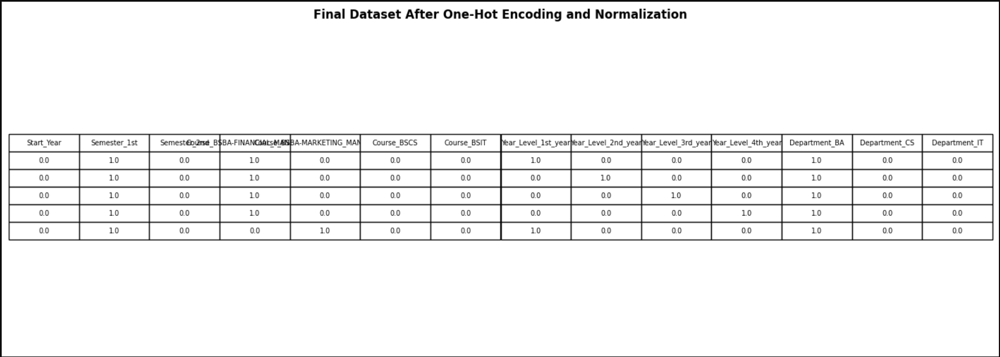 Final Dataset After One-Hot Encoding and Normalization
Start_Year Semester_1st Semester_2nd Course_BSBA-FINANCIAL_MAN Course_BSBA-MARKETING_MAN Course_BSCS Course_BSIT Year_Level_1st_year Year_Level_2nd_year Year_Level_3rd_year Year_Level_4th_year Department_BA Department_CS Department_IT
0.0 1.0 0.0 1.0 0.0 0.0 0.0 1.0 0.0 0.0 0.0 1.0 0.0 0.0
0.0 1.0 0.0 1.0 0.0 0.0 0.0 0.0 1.0 0.0 0.0 1.0 0.0 0.0
0.0 1.0 0.0 1.0 0.0 0.0 0.0 0.0 0.0 1.0 0.0 1.0 0.0 0.0
0.0 1.0 0.0 1.0 0.0 0.0 0.0 0.0 0.0 0.0 1.0 1.0 0.0 0.0
0.0 1.0 0.0 0.0 1.0 0.0 0.0 1.0 0.0 0.0 0.0 1.0 0.0 0.0